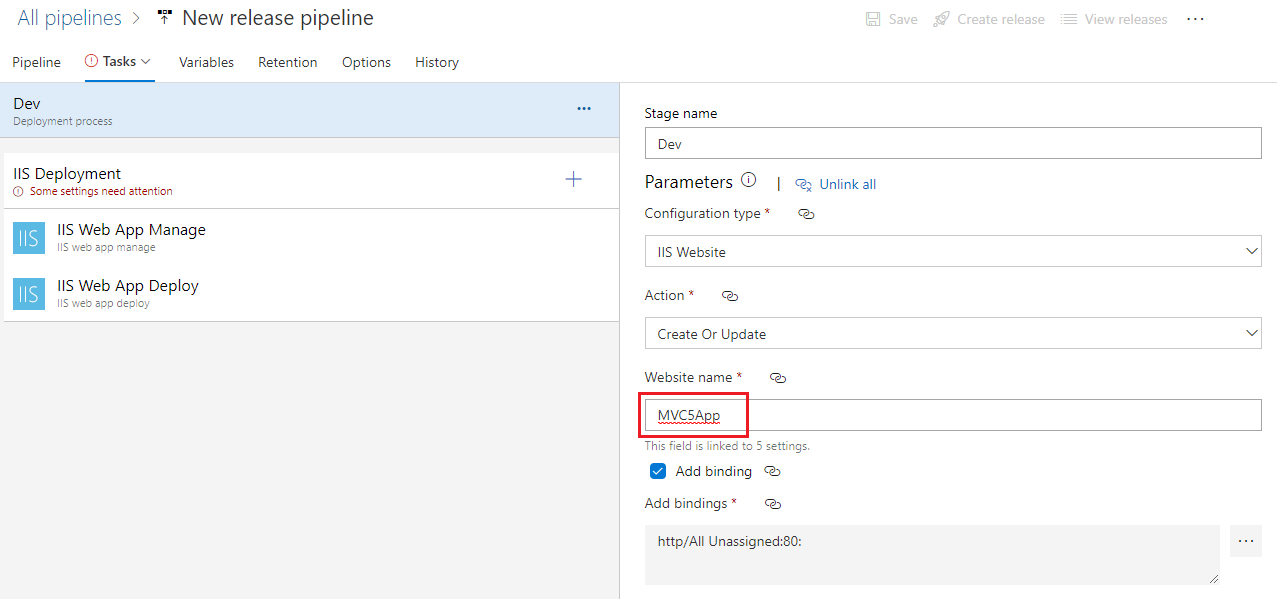 All pipelines > New release pipeline
Save Create release View releases ...
Pipeline Tasks Variables Retention Options History
Dev
Deployment process
IIS Deployment
Some settings need attention
IIS IIS Web App Manage
IIS web app manage
IIS IIS Web App Deploy
IIS web app deploy
Stage name
Dev
Parameters | Unlink all
Configuration type *
IIS Website
Action *
Create Or Update
Website name *
MVC5App
This field is linked to 5 settings.
Add binding
Add bindings *
http/All Unassigned:80: